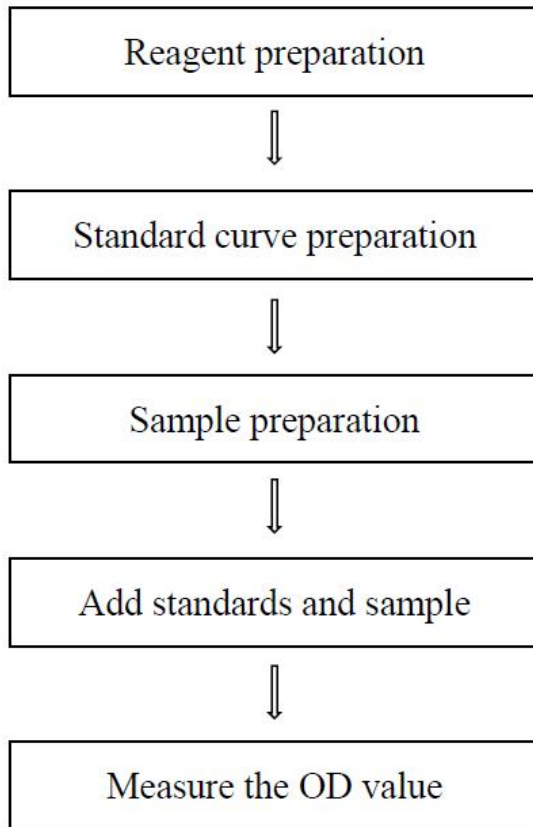 Reagent preparation
Standard curve preparation
Sample preparation
Add standards and sample
Measure the OD value